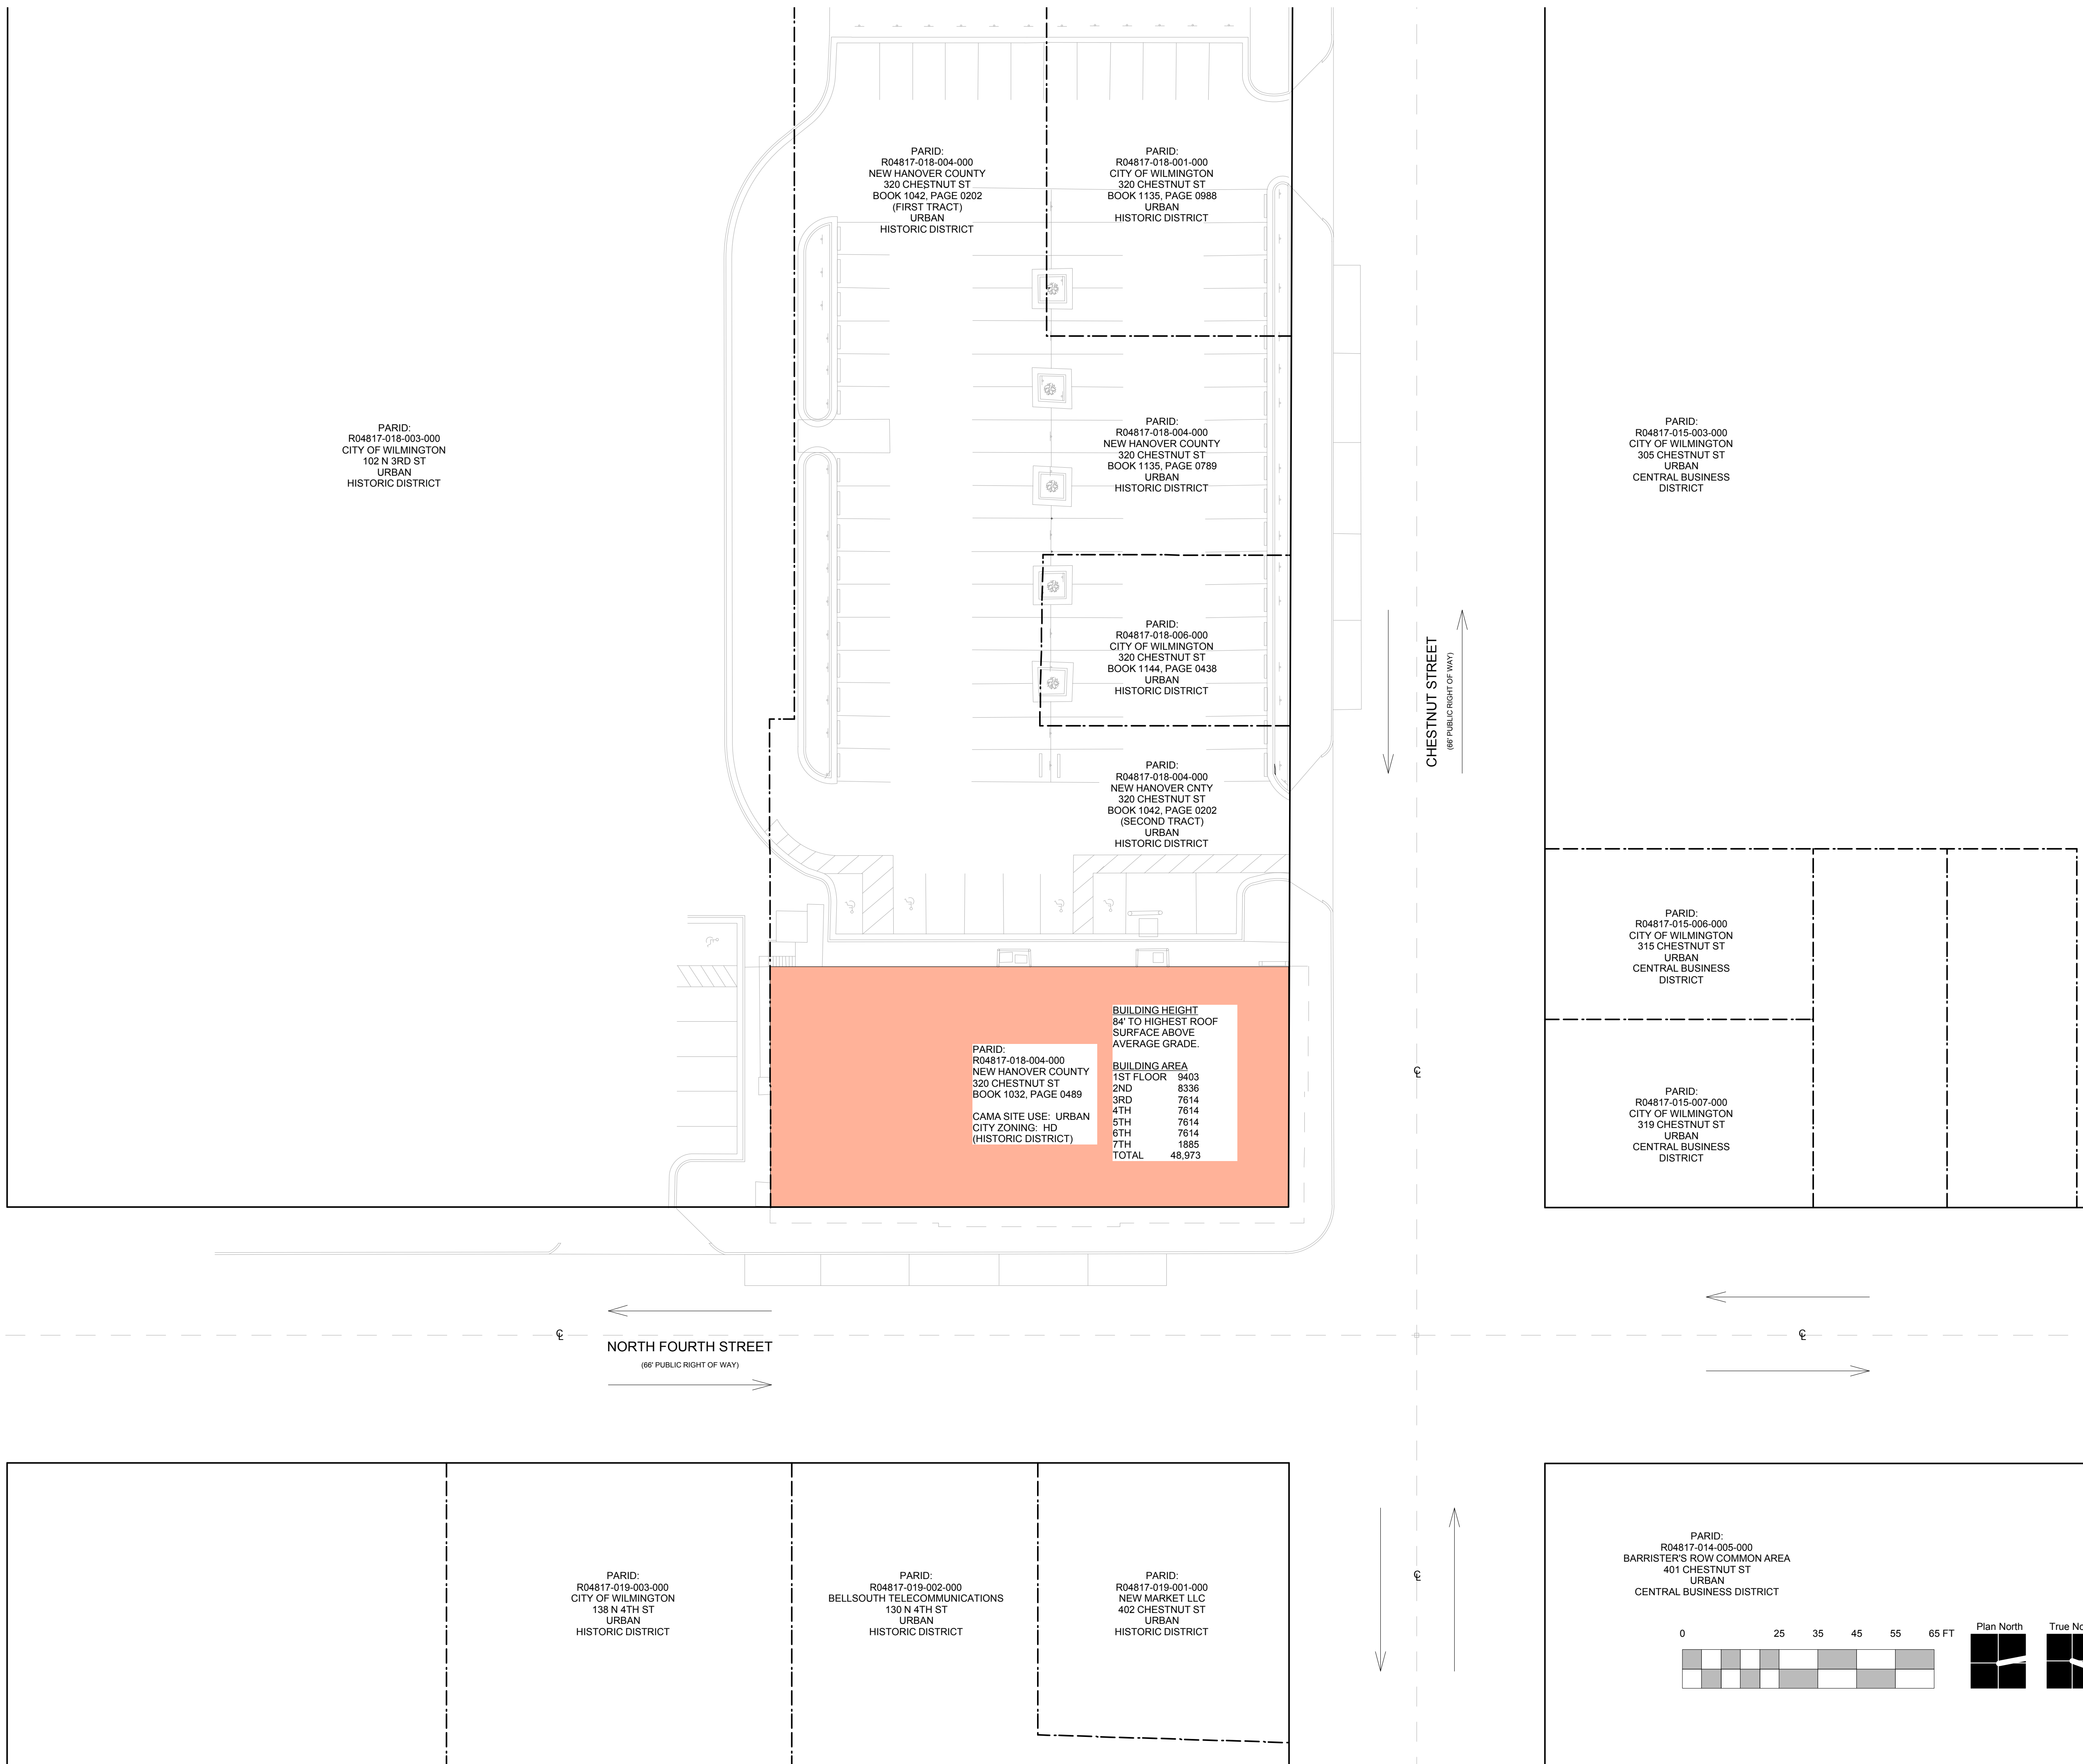 PARID:
R04817-018-004-000
NEW HANOVER COUNTY
320 CHESTNUT ST
BOOK 1042, PAGE 0202
(FIRST TRACT)
URBAN
HISTORIC DISTRICT
PARID:
R04817-018-001-000
CITY OF WILMINGTON
320 CHESTNUT ST
BOOK 1135, PAGE 0988
URBAN
HISTORIC DISTRICT
PARID:
R04817-018-003-000
CITY OF WILMINGTON
102 N 3RD ST
URBAN
HISTORIC DISTRICT
PARID:
R04817-018-004-000
NEW HANOVER COUNTY
320 CHESTNUT ST
BOOK 1135, PAGE 0789
URBAN
HISTORIC DISTRICT
PARID:
R04817-015-003-000
CITY OF WILMINGTON
305 CHESTNUT ST
URBAN
CENTRAL BUSINESS
DISTRICT
PARID:
R04817-018-006-000
CITY OF WILMINGTON
320 CHESTNUT ST
BOOK 1144, PAGE 0438
URBAN
HISTORIC DISTRICT
CHESTNUT STREET
(66' PUBLIC RIGHT OF WAY)
PARID:
R04817-018-004-000
NEW HANOVER CNTY
320 CHESTNUT ST
BOOK 1042, PAGE 0202
(SECOND TRACT)
URBAN
HISTORIC DISTRICT
PARID:
R04817-015-006-000
CITY OF WILMINGTON
315 CHESTNUT ST
URBAN
CENTRAL BUSINESS
DISTRICT
PARID:
R04817-018-004-000
NEW HANOVER COUNTY
320 CHESTNUT ST
BOOK 1032, PAGE 0489
CAMA SITE USE: URBAN
CITY ZONING: HD
(HISTORIC DISTRICT)
BUILDING HEIGHT
84' TO HIGHEST ROOF
SURFACE ABOVE
AVERAGE GRADE.
BUILDING AREA
1ST FLOOR 9403
2ND 8336
3RD 7614
4TH 7614
5TH 7614
6TH 7614
7TH 1885
TOTAL 48,973
PARID:
R04817-015-007-000
CITY OF WILMINGTON
319 CHESTNUT ST
URBAN
CENTRAL BUSINESS
DISTRICT
NORTH FOURTH STREET
(66' PUBLIC RIGHT OF WAY)
PARID:
R04817-019-003-000
CITY OF WILMINGTON
138 N 4TH ST
URBAN
HISTORIC DISTRICT
PARID:
R04817-019-002-000
BELLSOUTH TELECOMMUNICATIONS
130 N 4TH ST
URBAN
HISTORIC DISTRICT
PARID:
R04817-019-001-000
NEW MARKET LLC
402 CHESTNUT ST
URBAN
HISTORIC DISTRICT
PARID:
R04817-014-005-000
BARRISTER'S ROW COMMON AREA
401 CHESTNUT ST
URBAN
CENTRAL BUSINESS DISTRICT
0 25 35 45 55 65 FT
Plan North
True No